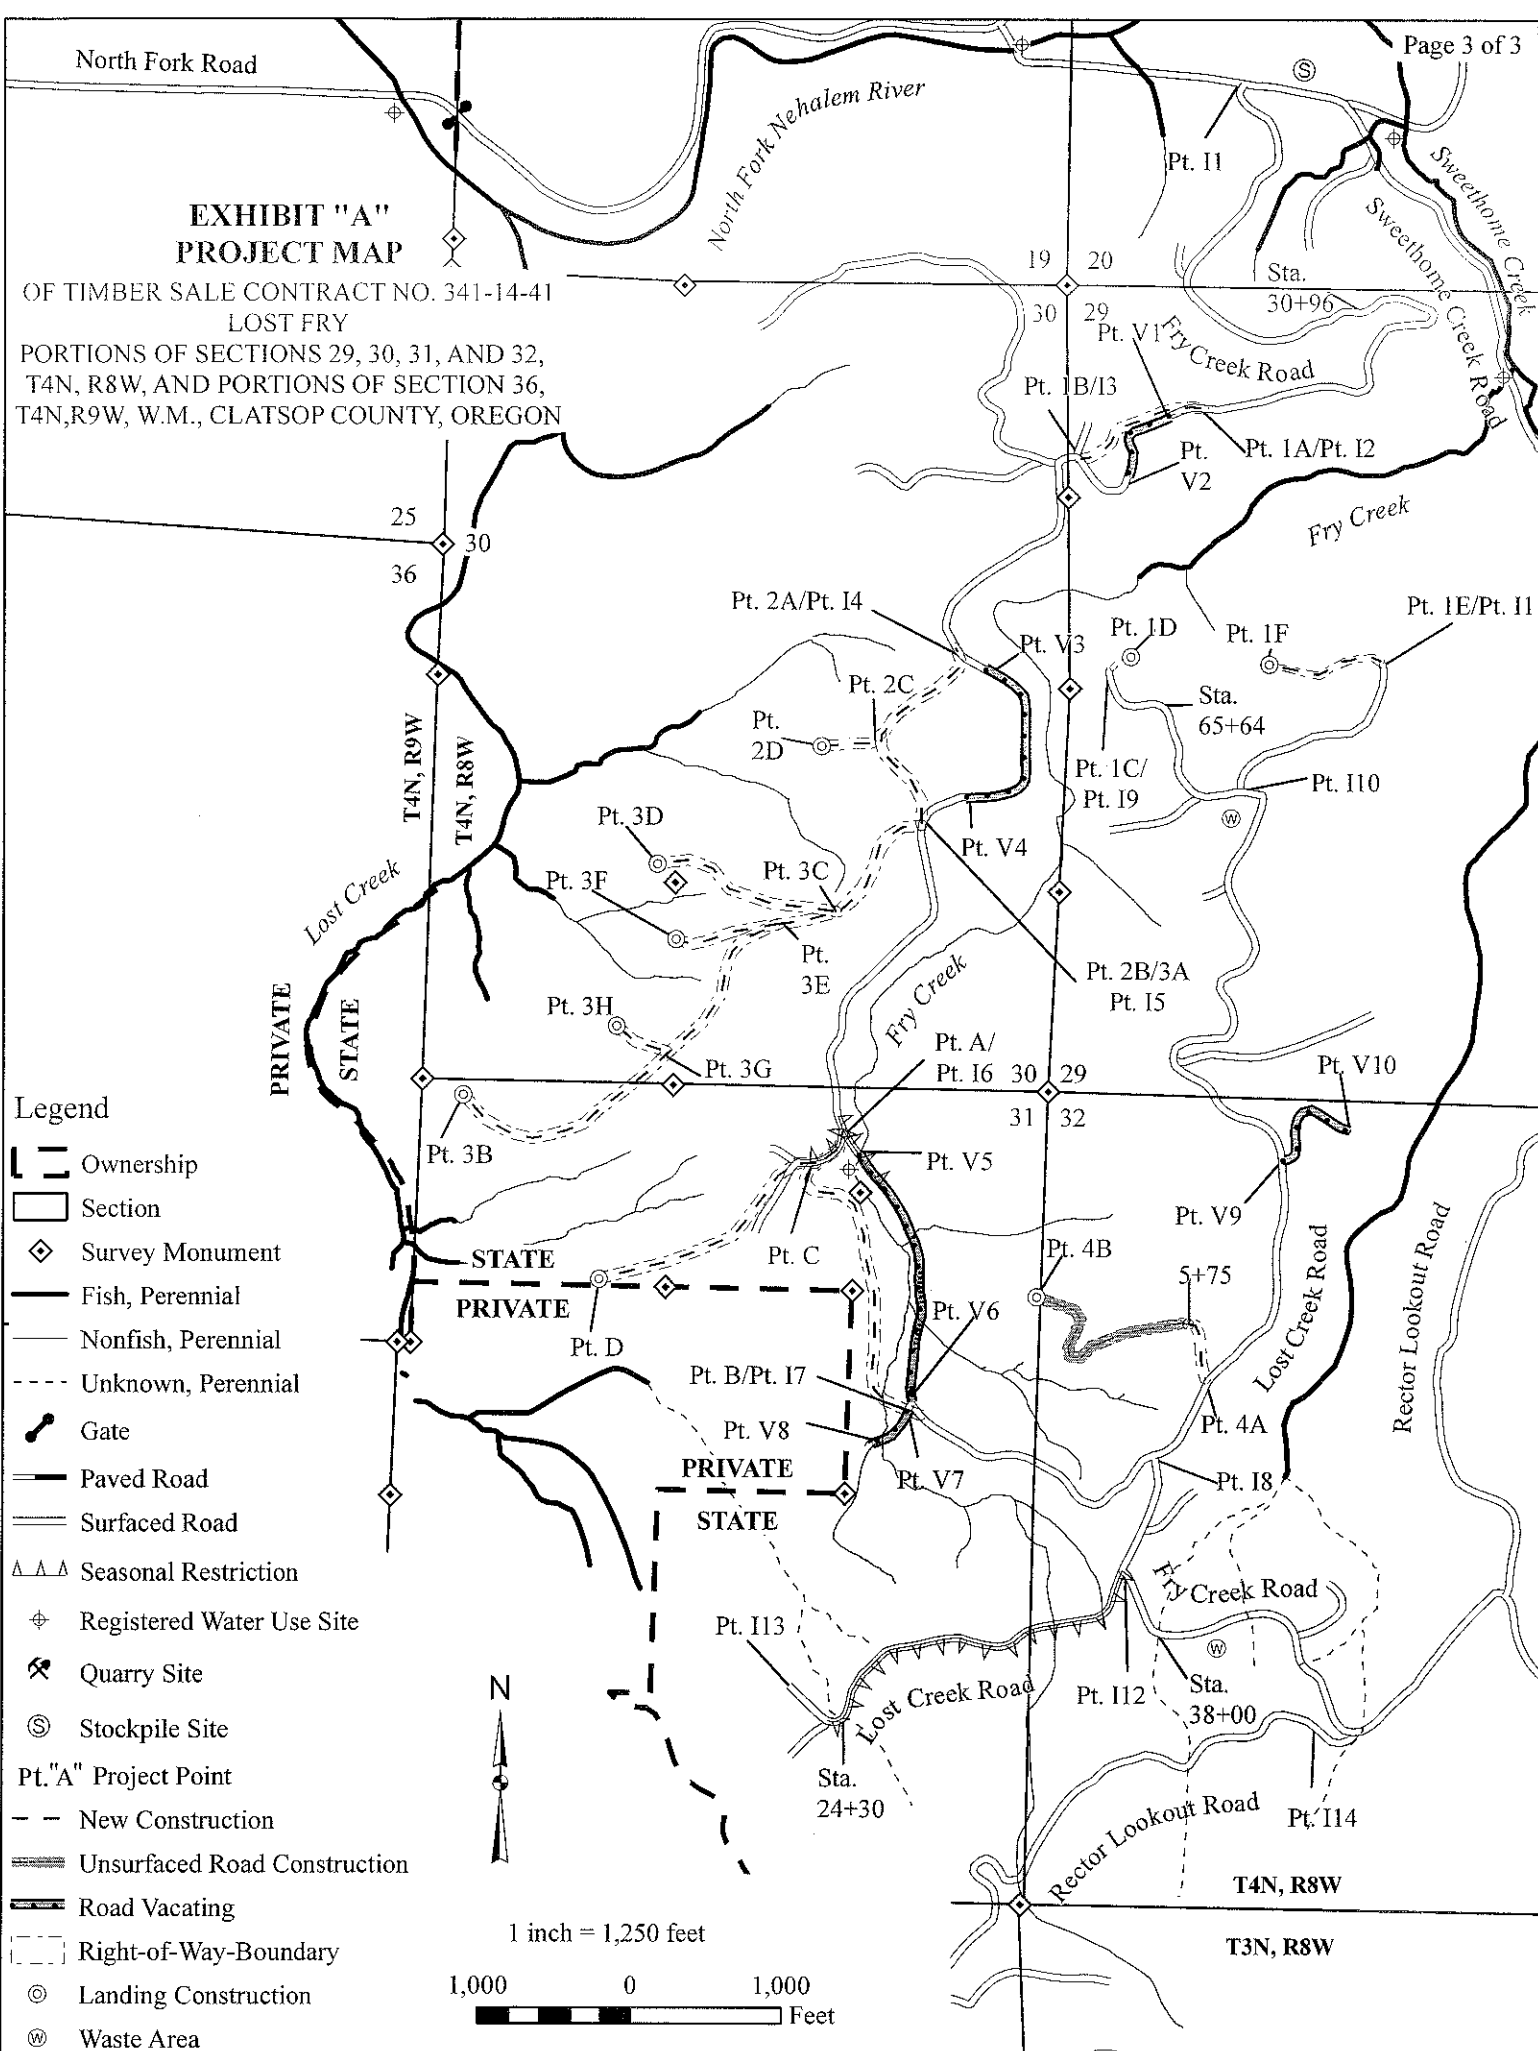 Page 3 of 3
North Fork Road
North Fork Nehalem River
Pt. I1
Sweethome Creek
Sweethome Creek Road
EXHIBIT "A"
PROJECT MAP
OF TIMBER SALE CONTRACT NO. 341-14-41
LOST FRY
PORTIONS OF SECTIONS 29, 30, 31, AND 32,
T4N, R8W, AND PORTIONS OF SECTION 36,
T4N,R9W, W.M., CLATSOP COUNTY, OREGON
19 20
30 29
Sta.
30+96
Pt. V1
Fry Creek Road
Pt. 1B/I3
Pt. 1A/Pt. I2
Pt.
V2
Fry Creek
25
30
36
Pt. 2A/Pt. I4
Pt. V3
Pt. 1D
Pt. 1F
Pt. 1E/Pt. I1
Pt. 2C
Pt.
2D
Sta.
65+64
T4N, R9W
T4N, R8W
Pt. 1C/
Pt. I9
Pt. I10
Pt. 3D
Pt. V4
Pt. 3C
Pt. 3F
Lost Creek
Pt.
3E
Pt. 2B/3A
Pt. I5
PRIVATE
STATE
Pt. 3H
Fry Creek
Pt. A/
Pt. I6
Pt. 3G
30 29
31 32
Pt. V10
Pt. 3B
Pt. V5
Pt. V9
Pt. C
Pt. 4B
5+75
STATE
PRIVATE
Pt. D
Pt. V6
Lost Creek Road
Rector Lookout Road
Pt. B/Pt. I7
Pt. V8
Pt. 4A
PRIVATE
Pt. V7
Pt. I8
STATE
Fry Creek Road
Pt. I13
Lost Creek Road
Pt. I12
Sta.
38+00
Sta.
24+30
Rector Lookout Road
Pt. I14
T4N, R8W
T3N, R8W
Legend
Ownership
Section
Survey Monument
Fish, Perennial
Nonfish, Perennial
Unknown, Perennial
Gate
Paved Road
Surfaced Road
Seasonal Restriction
Registered Water Use Site
Quarry Site
S Stockpile Site
Pt."A" Project Point
New Construction
Unsurfaced Road Construction
Road Vacating
Right-of-Way-Boundary
Landing Construction
W Waste Area
N
1 inch = 1,250 feet
1,000 0 1,000
Feet